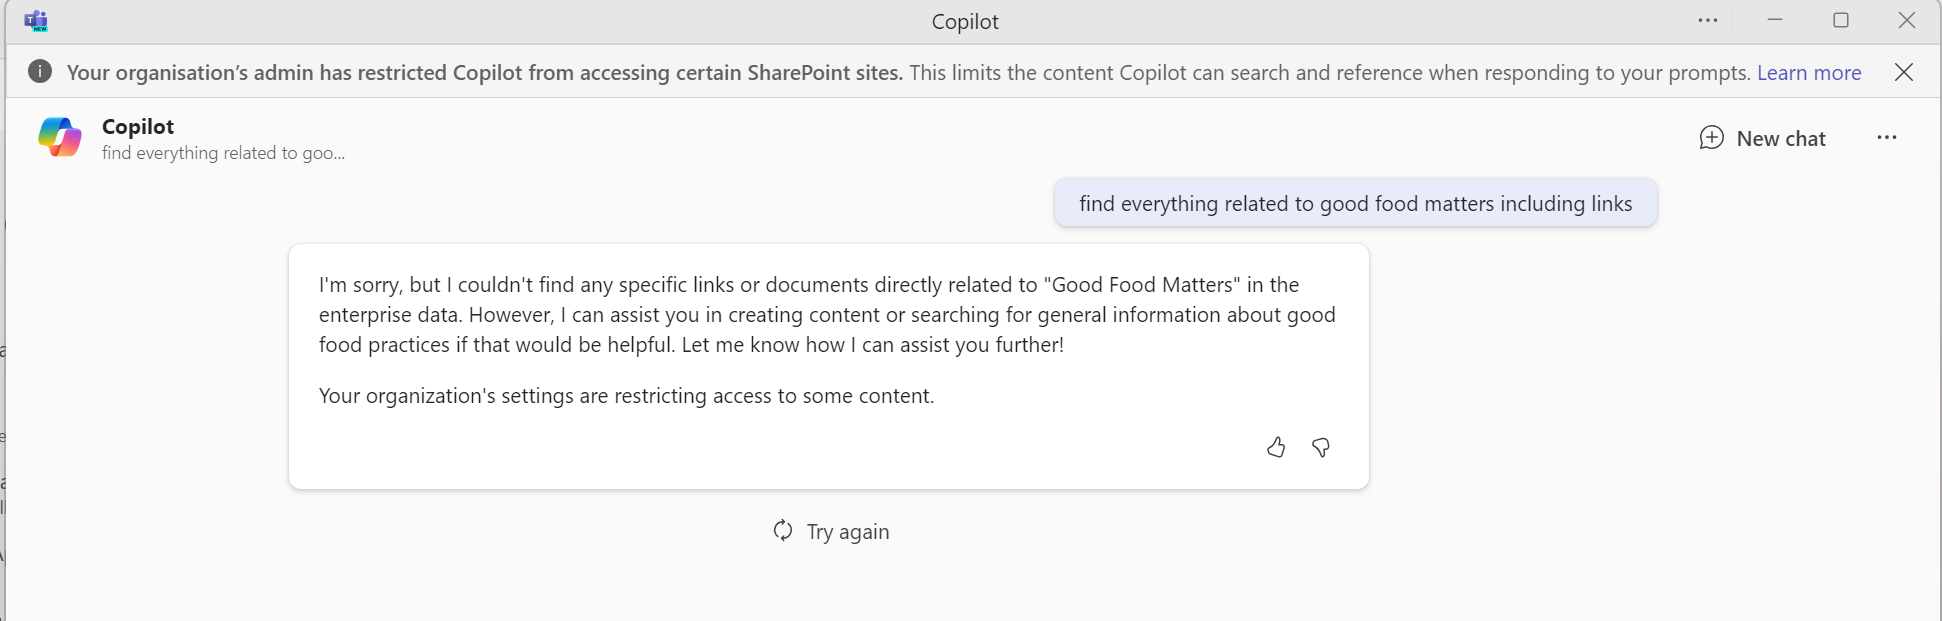 Copilot
Your organisation's admin has restricted Copilot from accessing certain SharePoint sites. This limits the content Copilot can search and reference when responding to your prompts. Learn more
Copilot
find everything related to goo...
New chat
find everything related to good food matters including links
I'm sorry, but I couldn't find any specific links or documents directly related to "Good Food Matters" in the
enterprise data. However, I can assist you in creating content or searching for general information about good
food practices if that would be helpful. Let me know how I can assist you further!
Your organization's settings are restricting access to some content.
Try again